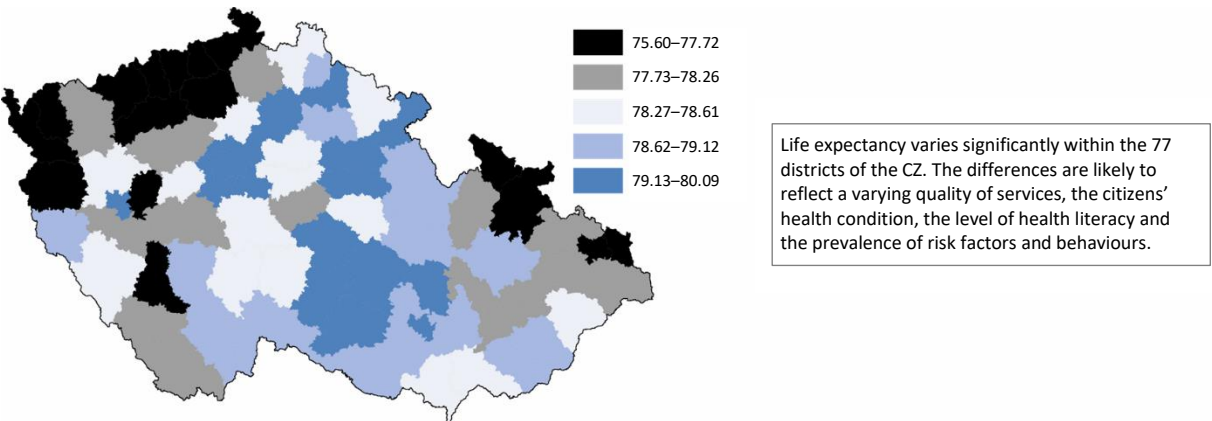 75.60–77.72
77.73–78.26
78.27–78.61
78.62–79.12
79.13–80.09
Life expectancy varies significantly within the 77
districts of the CZ. The differences are likely to
reflect a varying quality of services, the citizens’
health condition, the level of health literacy and
the prevalence of risk factors and behaviours.